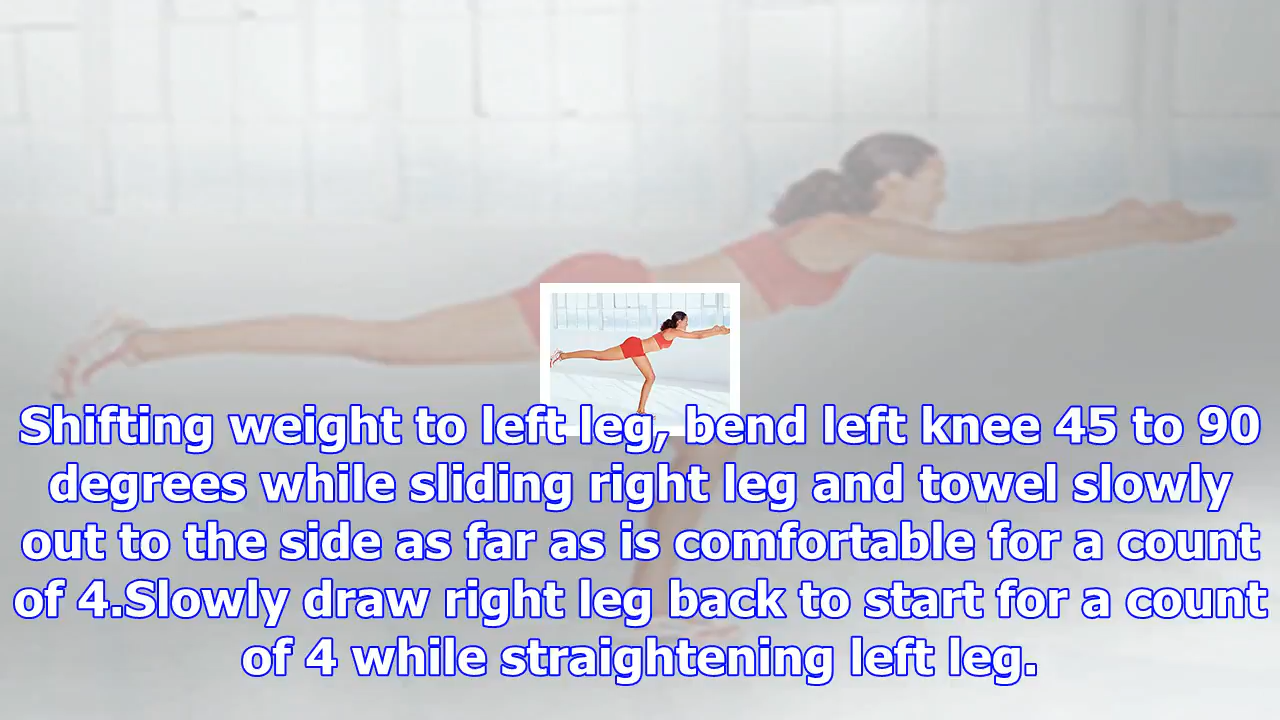 Shifting weight to left leg, bend left knee 45 to 90
degrees while sliding right leg and towel slowly
out to the side as far as is comfortable for a count
of 4.Slowly draw right leg back to start for a count
of 4 while straightening left leg.